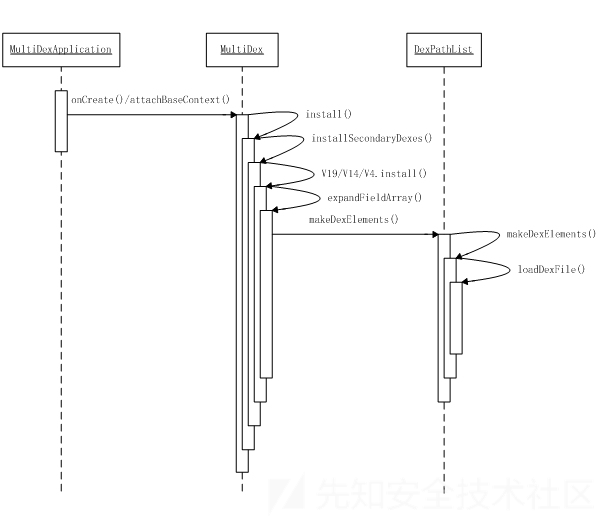 MultiDexApplication
MultiDex
DexPathList
onCreate()/attachBaseContext()
install()
installSecondaryDexes()
V19/V14/V4.install()
expandFieldArray()
makeDexElements()
makeDexElements()
loadDexFile()
先知安全技术社区